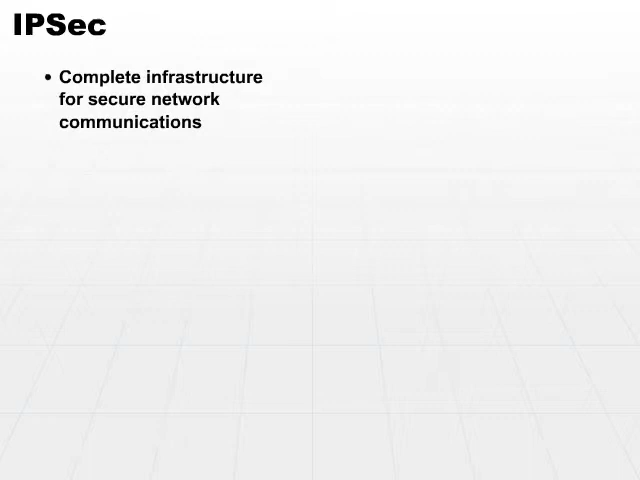 IPSec
• Complete infrastructure
for secure network
communications